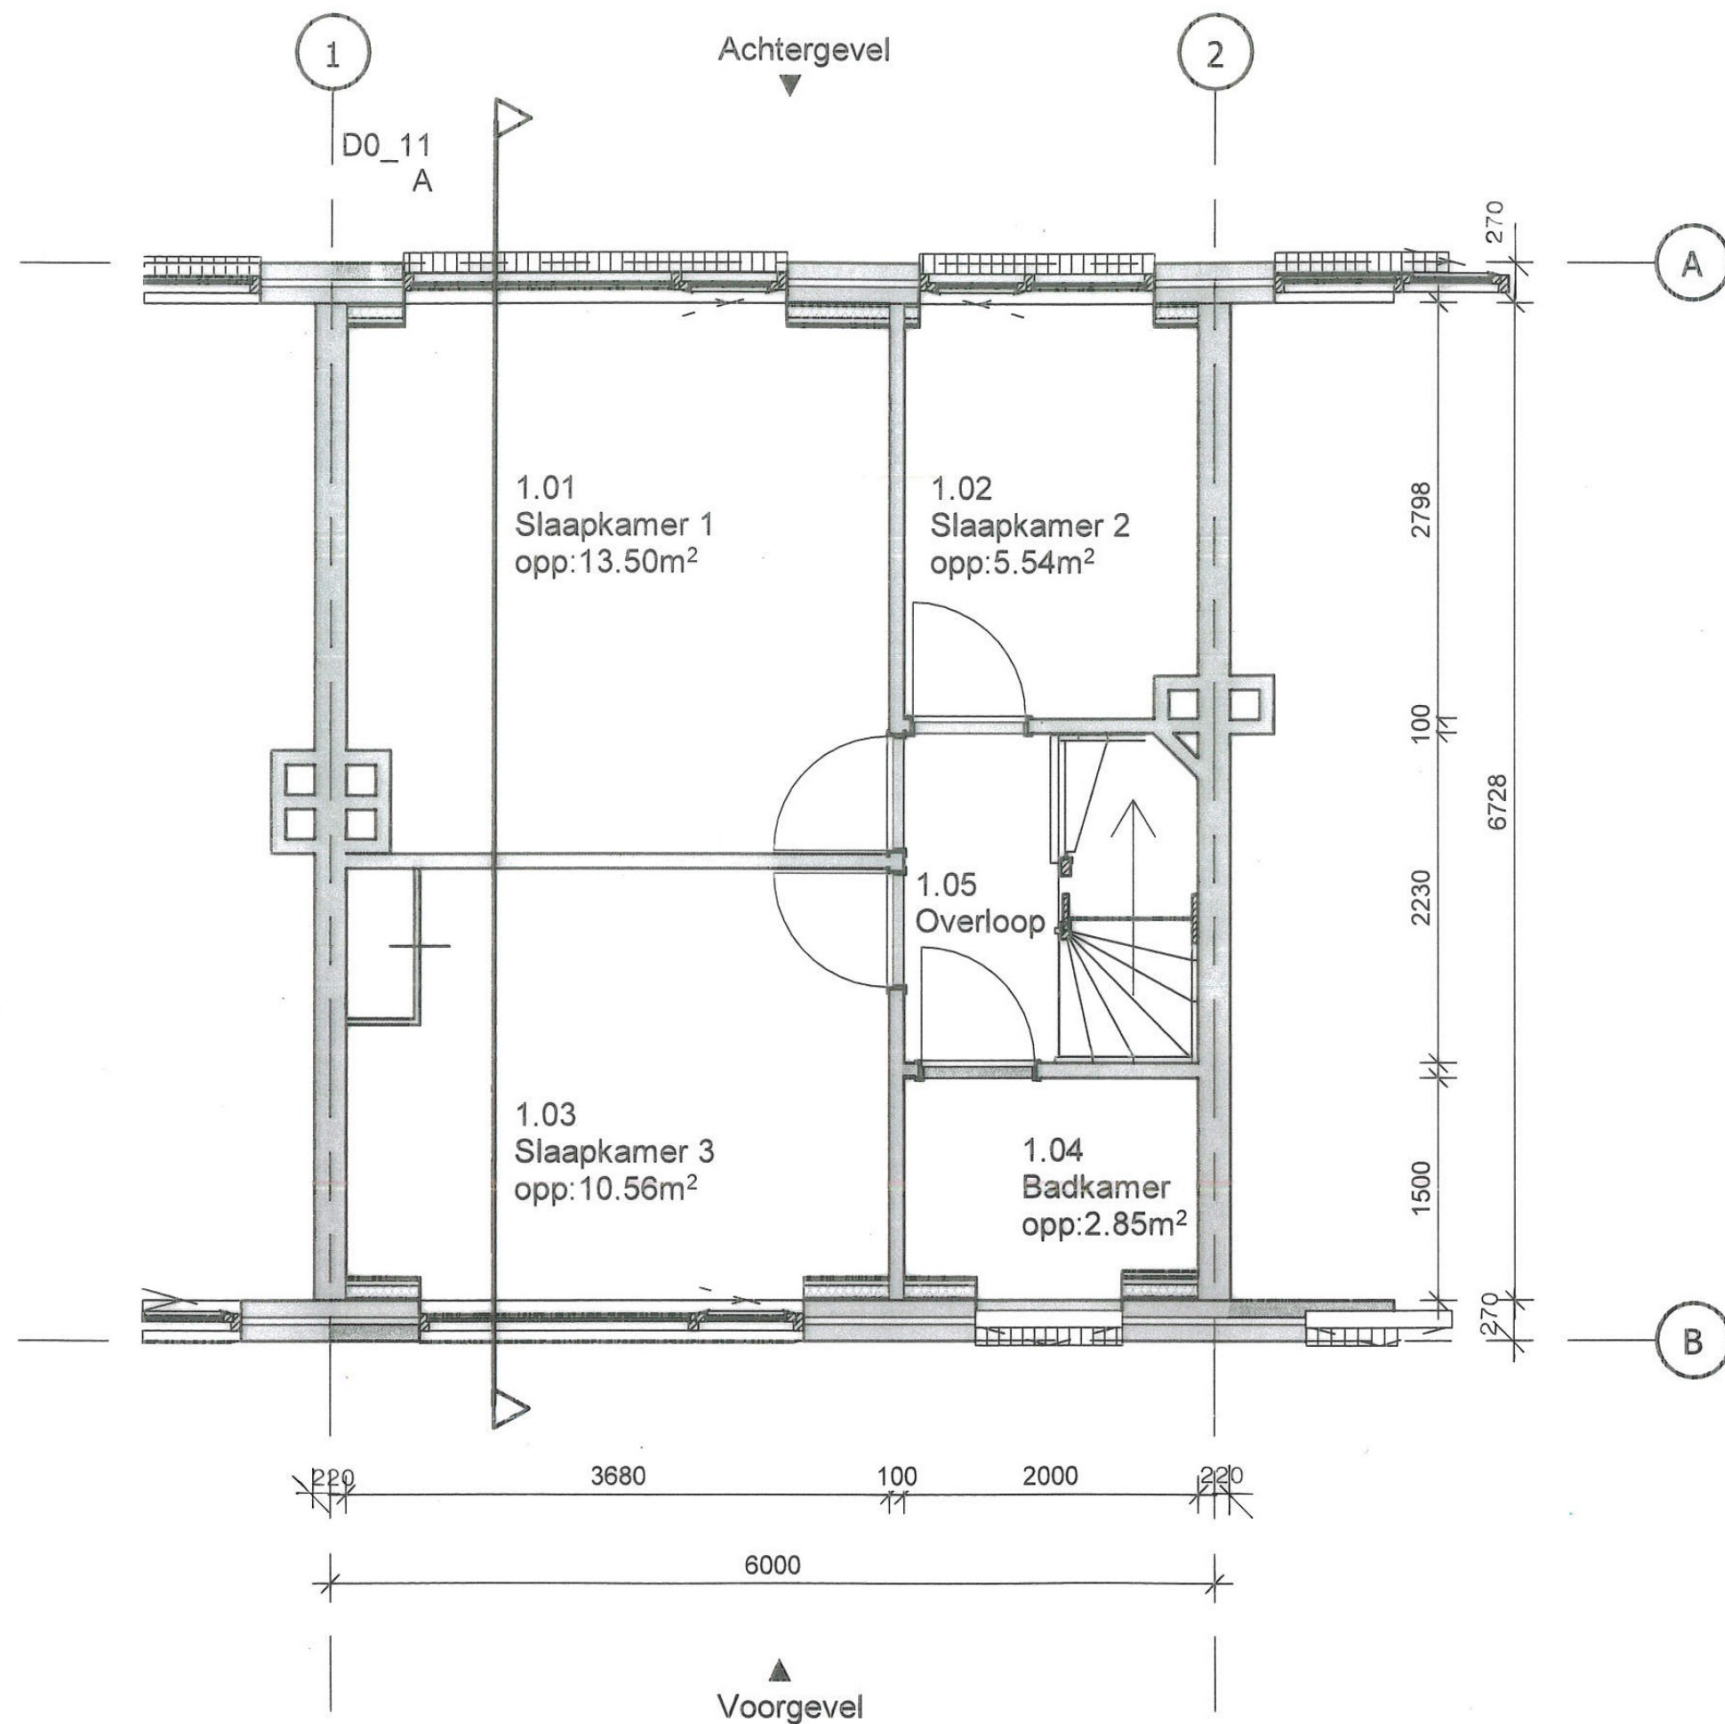 1
Achtergevel
2
D0_11
A
270
A
1.01
Slaapkamer 1
opp:13.50m²
1.02
Slaapkamer 2
opp:5.54m²
2798
100
6728
2230
1.05
Overloop
1.03
Slaapkamer 3
opp:10.56m²
1.04
Badkamer
opp:2.85m²
1500
270
B
220
3680
100
2000
220
6000
Voorgevel